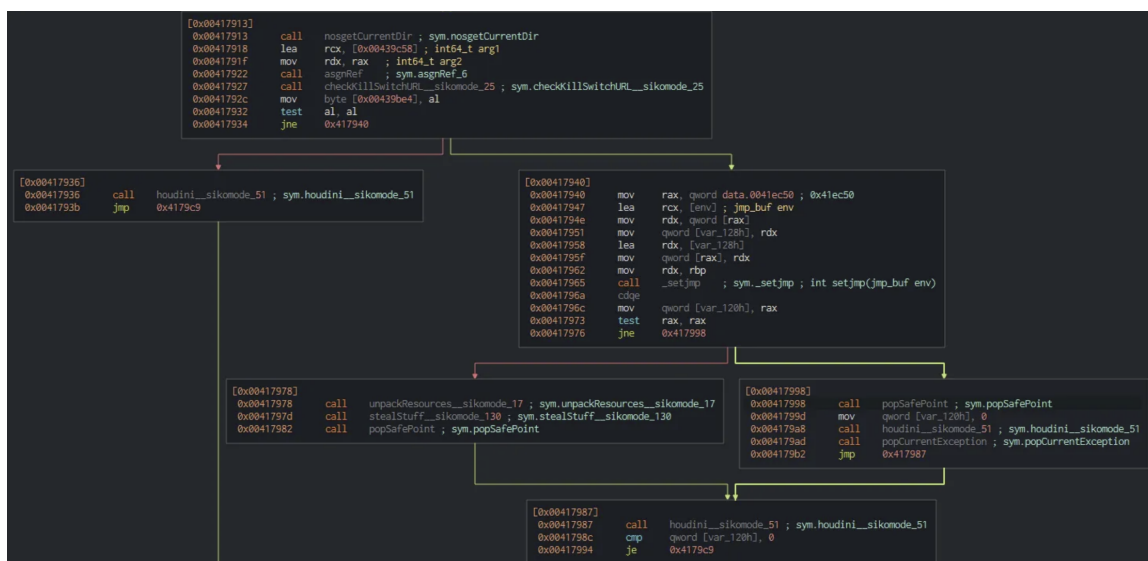 [0x00417913]
0x00417913 call nosgetCurrentDir ; sym.nosgetCurrentDir
0x00417918 lea rcx, [0x00439c58] ; int64_t arg1
0x0041791f mov rdx, rax ; int64_t arg2
0x00417922 call asgnRef ; sym.asgnRef_6
0x00417927 call checkKillSwitchURL__sikomode_25 ; sym.checkKillSwitchURL__sikomode_25
0x0041792c mov byte [0x00439be4], al
0x00417932 test al, al
0x00417934 jne 0x417940
[0x00417936]
0x00417936 call houdini__sikomode_51 ; sym.houdini__sikomode_51
0x0041793b jmp 0x4179c9
[0x00417940]
0x00417940 mov rax, qword data.0041ec50 ; 0x41ec50
0x00417947 lea rcx, [env] ; jmp_buf env
0x0041794e mov rdx, qword [rax]
0x00417951 mov qword [var_128h], rdx
0x00417958 lea rdx, [var_128h]
0x0041795f mov qword [rax], rdx
0x00417962 mov rdx, rbp
0x00417965 call _setjmp ; sym._setjmp ; int setjmp(jmp_buf env)
0x0041796a cdqe
0x0041796c mov qword [var_120h], rax
0x00417973 test rax, rax
0x00417976 jne 0x417998
[0x00417978]
0x00417978 call unpackResources__sikomode_17 ; sym.unpackResources__sikomode_17
0x0041797d call stealStuff__sikomode_130 ; sym.stealStuff__sikomode_130
0x00417982 call popSafePoint ; sym.popSafePoint
[0x00417998]
0x00417998 call popSafePoint ; sym.popSafePoint
0x0041799d mov qword [var_120h], 0
0x004179a8 call houdini__sikomode_51 ; sym.houdini__sikomode_51
0x004179ad call popCurrentException ; sym.popCurrentException
0x004179b2 jmp 0x417987
[0x00417987]
0x00417987 call houdini__sikomode_51 ; sym.houdini__sikomode_51
0x0041798c cmp qword [var_120h], 0
0x00417994 je 0x4179c9